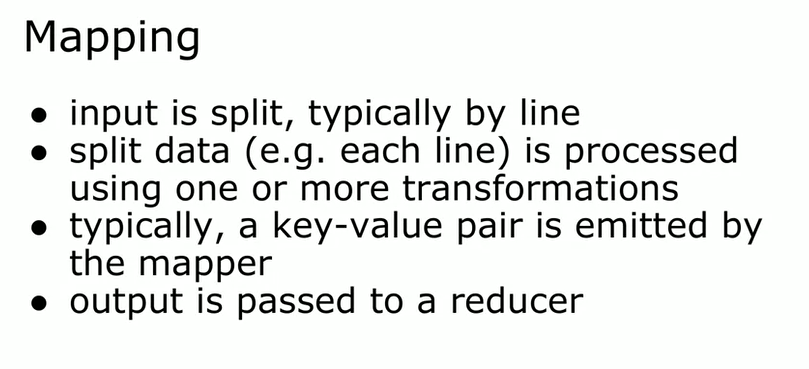 Mapping
● input is split, typically by line
● split data (e.g. each line) is processed
using one or more transformations
● typically, a key-value pair is emitted by
the mapper
● output is passed to a reducer